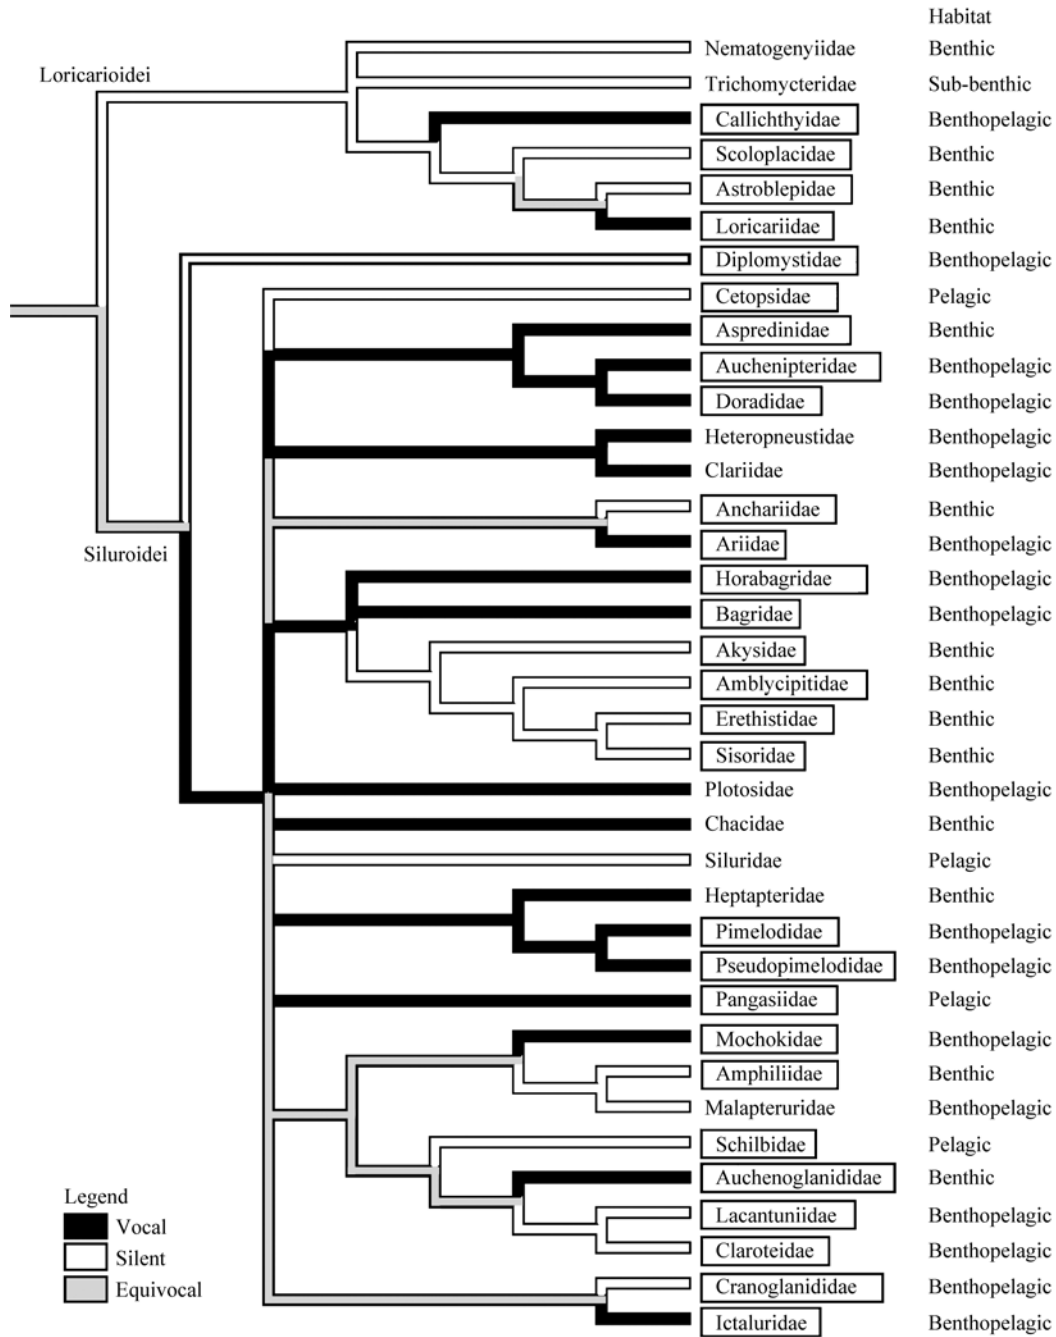 Habitat
Nematogenyiidae Benthic
Loricarioidei
Trichomycteridae Sub-benthic
Callichthyidae Benthopelagic
Scoloplacidae Benthic
Astroblepidae Benthic
Loricariidae Benthic
Diplomystidae Benthopelagic
Cetopsidae Pelagic
Aspredinidae Benthic
Auchenipteridae Benthopelagic
Doradidae Benthopelagic
Heteropneustidae Benthopelagic
Clariidae Benthopelagic
Anchariidae Benthic
Ariidae Benthopelagic
Siluroidei
Horabagridae Benthopelagic
Bagridae Benthopelagic
Akysidae Benthic
Amblycipitidae Benthic
Erethistidae Benthic
Sisoridae Benthic
Plotosidae Benthopelagic
Chacidae Benthic
Siluridae Pelagic
Heptapteridae Benthic
Pimelodidae Benthopelagic
Pseudopimelodidae Benthopelagic
Pangasiidae Pelagic
Mochokidae Benthopelagic
Amphiliidae Benthic
Malapteruridae Benthopelagic
Schilbidae Pelagic
Auchenoglanididae Benthic
Lacantuniidae Benthopelagic
Claroteidae Benthopelagic
Cranoglanididae Benthopelagic
Ictaluridae Benthopelagic
Legend
Vocal
Silent
Equivocal